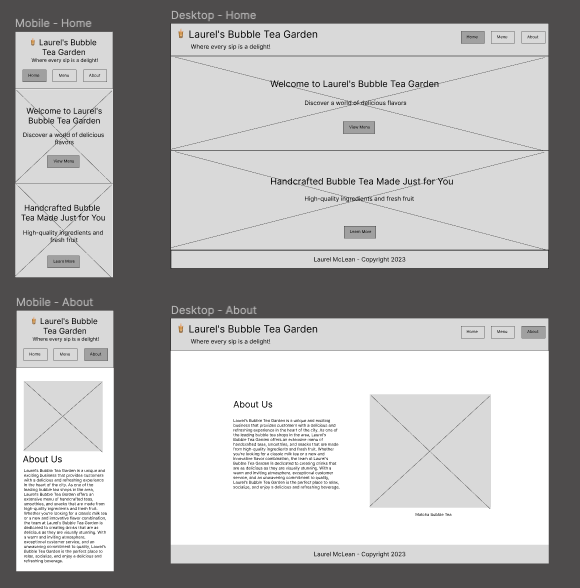 Mobile - Home
Laurel's Bubble
Tea Garden
Where every sip is a delight!
Home Menu About
Welcome to Laurel's
Bubble Tea Garden
Discover a world of delicious
flavors
View Menu
Handcrafted Bubble
Tea Made Just for You
High-quality ingredients and
fresh fruit
Learn More
Desktop - Home
Laurel's Bubble Tea Garden
Where every sip is a delight!
Home Menu About
Welcome to Laurel's Bubble Tea Garden
Discover a world of delicious flavors
View Menu
Handcrafted Bubble Tea Made Just for You
High-quality ingredients and fresh fruit
Learn More
Laurel McLean - Copyright 2023
Mobile - About
Laurel's Bubble
Tea Garden
Where every sip is a delight!
Home Menu About
About Us
Laurel's Bubble Tea Garden is a unique and
exciting business that provides customers
with a delicious and refreshing experience
in the heart of the city. As one of the
leading bubble tea shops in the area,
Laurel's Bubble Tea Garden offers an
extensive menu of handcrafted teas,
smoothies, and snacks that are made from
high-quality ingredients and fresh fruit.
Whether you're looking for a classic milk tea
or a new and innovative flavor combination,
the team at Laurel's Bubble Tea Garden is
dedicated to creating drinks that are as
delicious as they are visually stunning. With
a warm and inviting atmosphere,
exceptional customer service, and an
unwavering commitment to quality, Laurel's
Bubble Tea Garden is the perfect place to
relax, socialize, and enjoy a delicious and
refreshing beverage.
Desktop - About
Laurel's Bubble Tea Garden
Where every sip is a delight!
Home Menu About
About Us
Laurel's Bubble Tea Garden is a unique and exciting
business that provides customers with a delicious and
refreshing experience in the heart of the city. As one of
the leading bubble tea shops in the area, Laurel's
Bubble Tea Garden offers an extensive menu of
handcrafted teas, smoothies, and snacks that are made
from high-quality ingredients and fresh fruit. Whether
you're looking for a classic milk tea or a new and
innovative flavor combination, the team at Laurel's
Bubble Tea Garden is dedicated to creating drinks that
are as delicious as they are visually stunning. With a
warm and inviting atmosphere, exceptional customer
service, and an unwavering commitment to quality,
Laurel's Bubble Tea Garden is the perfect place to relax,
socialize, and enjoy a delicious and refreshing beverage.
Matcha Bubble Tea
Laurel McLean - Copyright 2023